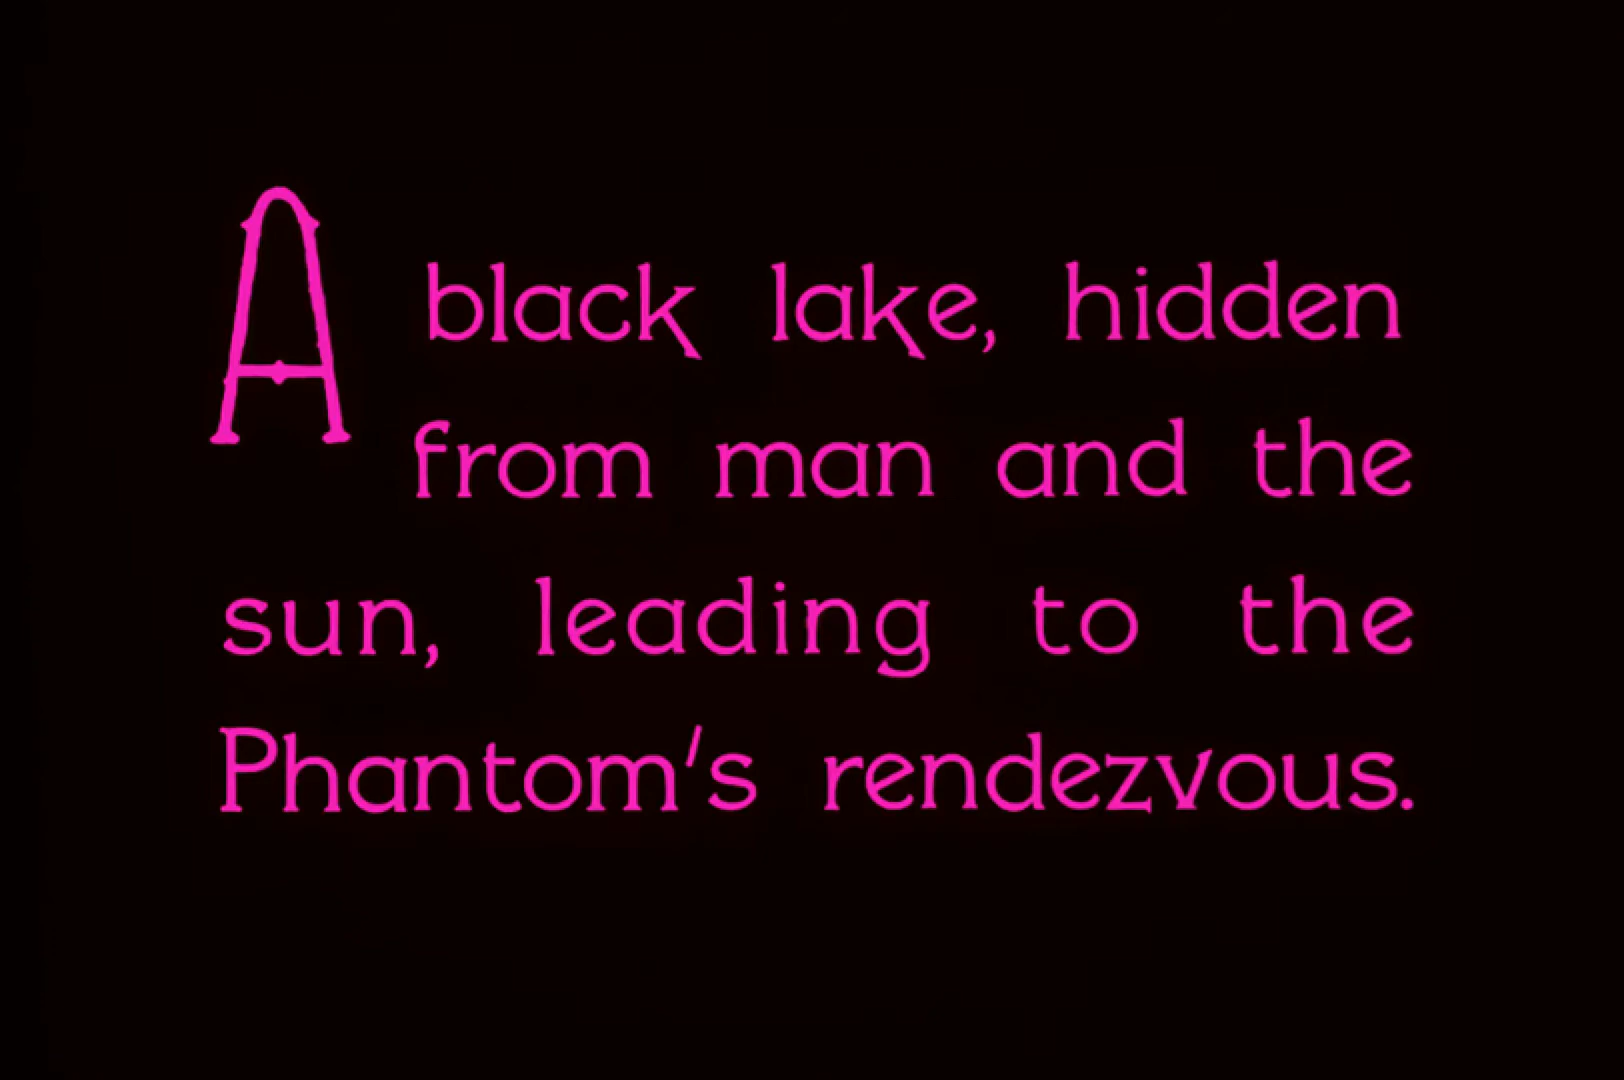 A black lake, hidden
from man and the
sun, leading to the
Phantom's rendezvous.